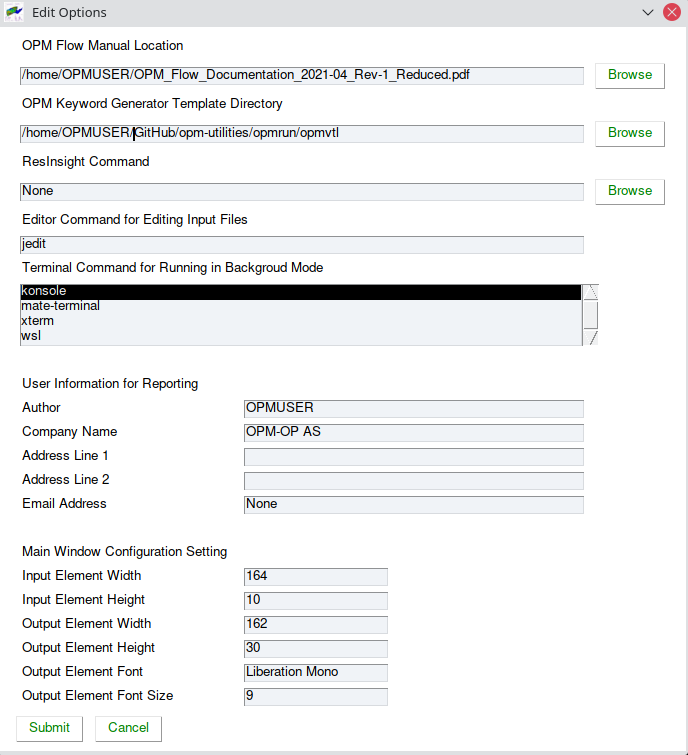 Edit Options
OPM Flow Manual Location
/home/OPMUSER/OPM_Flow_Documentation_2021-04_Rev-1_Reduced.pdf
Browse
OPM Keyword Generator Template Directory
/home/OPMUSER/GitHub/opm-utilities/opmrun/opmvtl
Browse
ResInsight Command
None
Browse
Editor Command for Editing Input Files
jedit
Terminal Command for Running in Backgroud Mode
konsole
mate-terminal
xterm
wsl
User Information for Reporting
Author OPMUSER
Company Name OPM-OP AS
Address Line 1
Address Line 2
Email Address None
Main Window Configuration Setting
Input Element Width 164
Input Element Height 10
Output Element Width 162
Output Element Height 30
Output Element Font Liberation Mono
Output Element Font Size 9
Submit Cancel